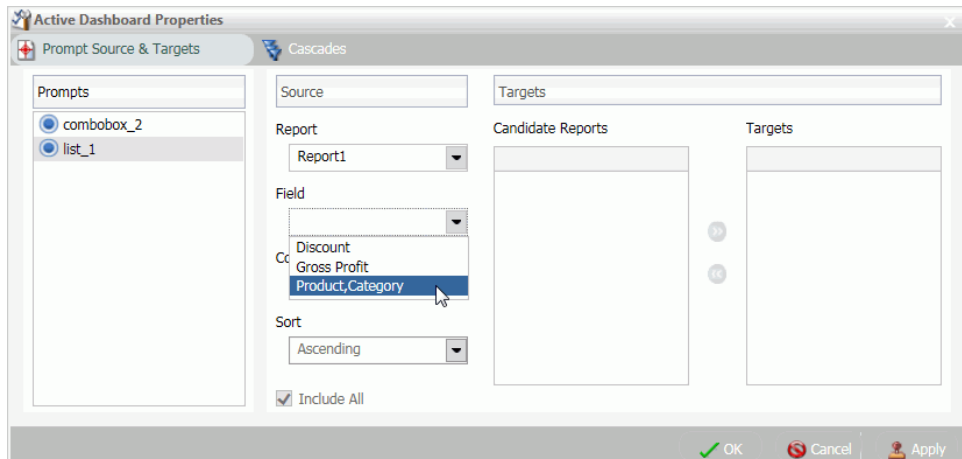 Active Dashboard Properties
Prompt Source & Targets
Cascades
Prompts
combobox_2
list_1
Source
Report
Report1
Field
Discount
Gross Profit
Product,Category
Sort
Ascending
Include All
Targets
Candidate Reports
Targets
OK
Cancel
Apply